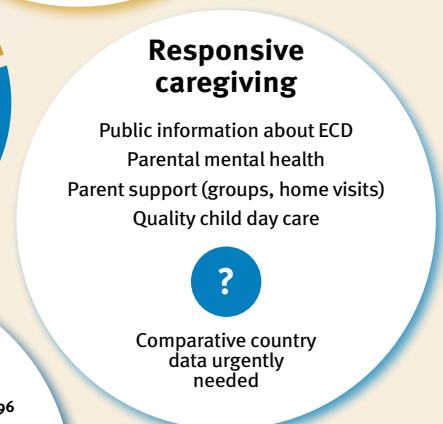 Responsive
caregiving
Public information about ECD
Parental mental health
Parent support (groups, home visits)
Quality child day care
?
Comparative country
data urgently
needed
96